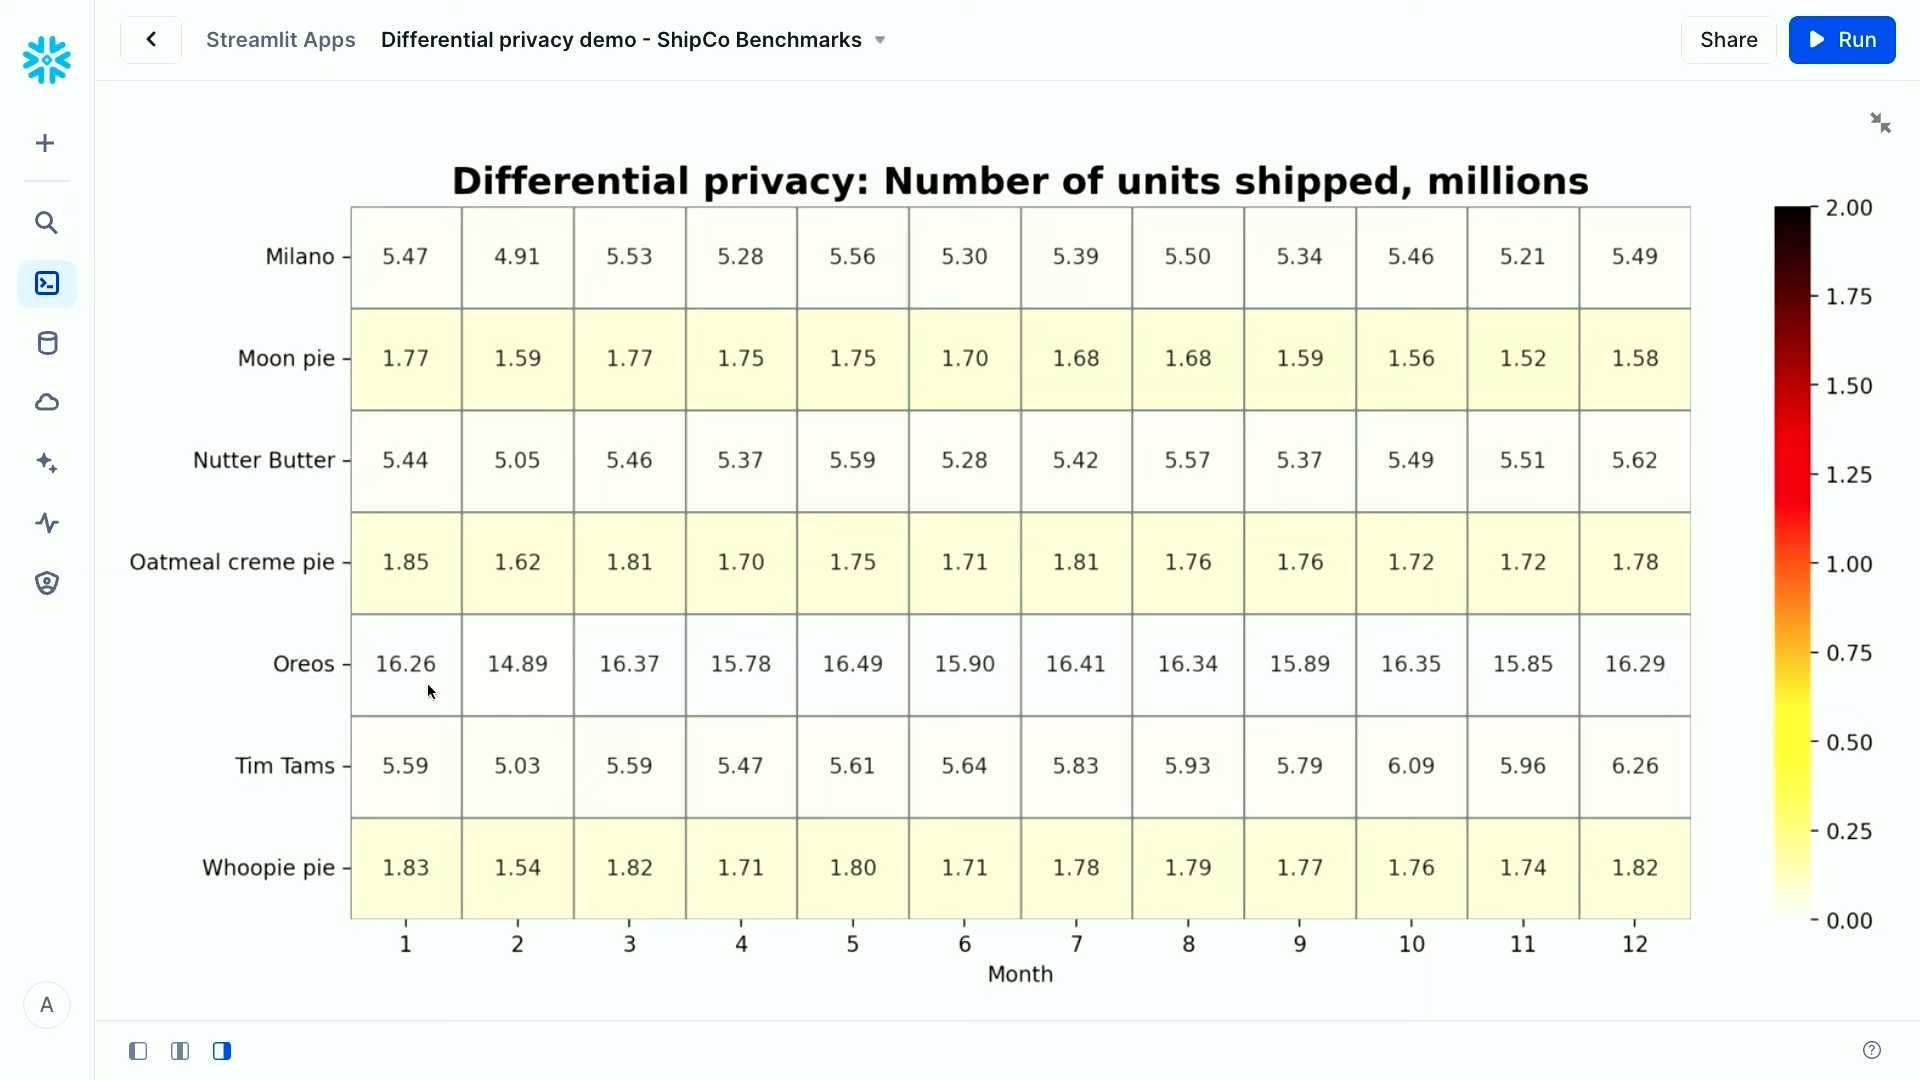 Streamlit Apps Differential privacy demo - ShipCo Benchmarks
Share Run
Differential privacy: Number of units shipped, millions
Milano 5.47 4.91 5.53 5.28 5.56 5.30 5.39 5.50 5.34 5.46 5.21 5.49
Moon pie 1.77 1.59 1.77 1.75 1.75 1.70 1.68 1.68 1.59 1.56 1.52 1.58
Nutter Butter 5.44 5.05 5.46 5.37 5.59 5.28 5.42 5.57 5.37 5.49 5.51 5.62
Oatmeal creme pie 1.85 1.62 1.81 1.70 1.75 1.71 1.81 1.76 1.76 1.72 1.72 1.78
Oreos 16.26 14.89 16.37 15.78 16.49 15.90 16.41 16.34 15.89 16.35 15.85 16.29
Tim Tams 5.59 5.03 5.59 5.47 5.61 5.64 5.83 5.93 5.79 6.09 5.96 6.26
Whoopie pie 1.83 1.54 1.82 1.71 1.80 1.71 1.78 1.79 1.77 1.76 1.74 1.82
1 2 3 4 5 6 7 8 9 10 11 12
Month
2.00
1.75
1.50
1.25
1.00
0.75
0.50
0.25
0.00
A